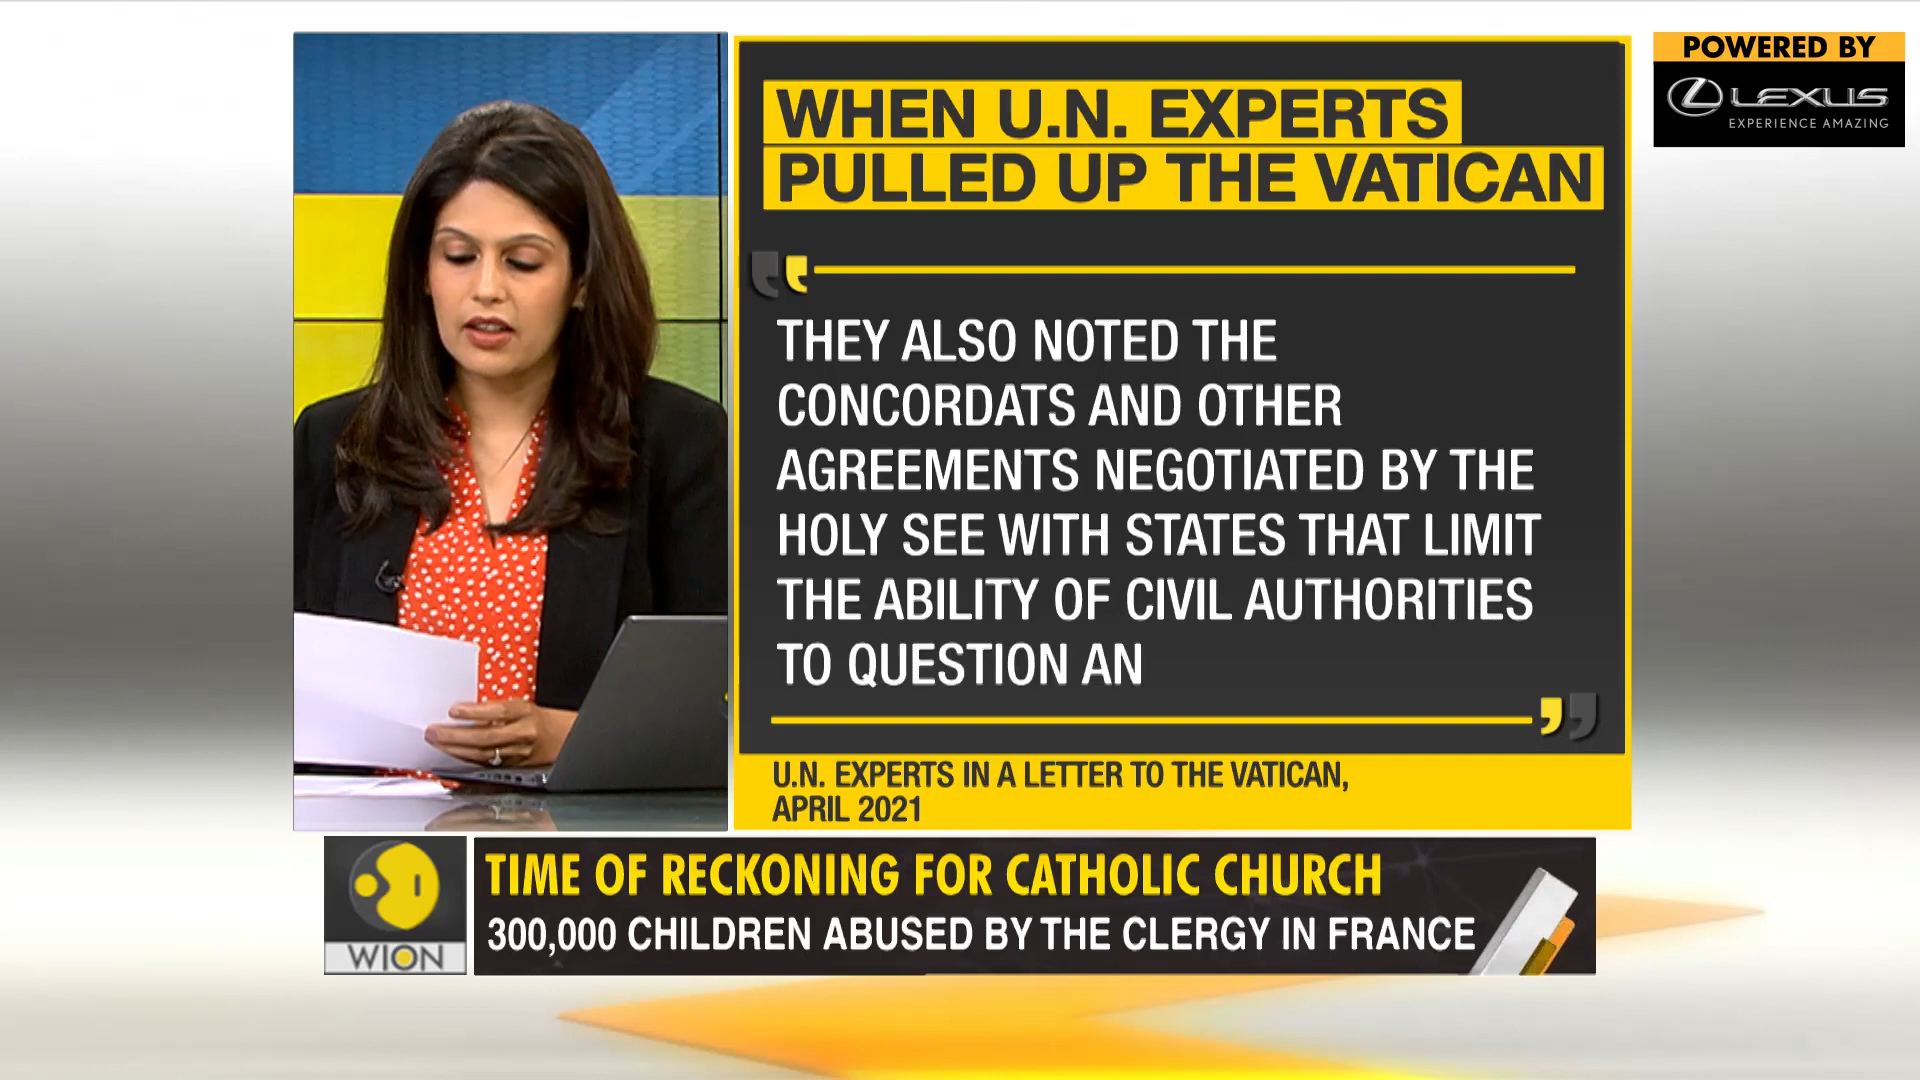 POWERED BY
LEXUS
EXPERIENCE AMAZING
WHEN U.N. EXPERTS
PULLED UP THE VATICAN
THEY ALSO NOTED THE
CONCORDATS AND OTHER
AGREEMENTS NEGOTIATED BY THE
HOLY SEE WITH STATES THAT LIMIT
THE ABILITY OF CIVIL AUTHORITIES
TO QUESTION AN
U.N. EXPERTS IN A LETTER TO THE VATICAN,
APRIL 2021
TIME OF RECKONING FOR CATHOLIC CHURCH
300,000 CHILDREN ABUSED BY THE CLERGY IN FRANCE
WION